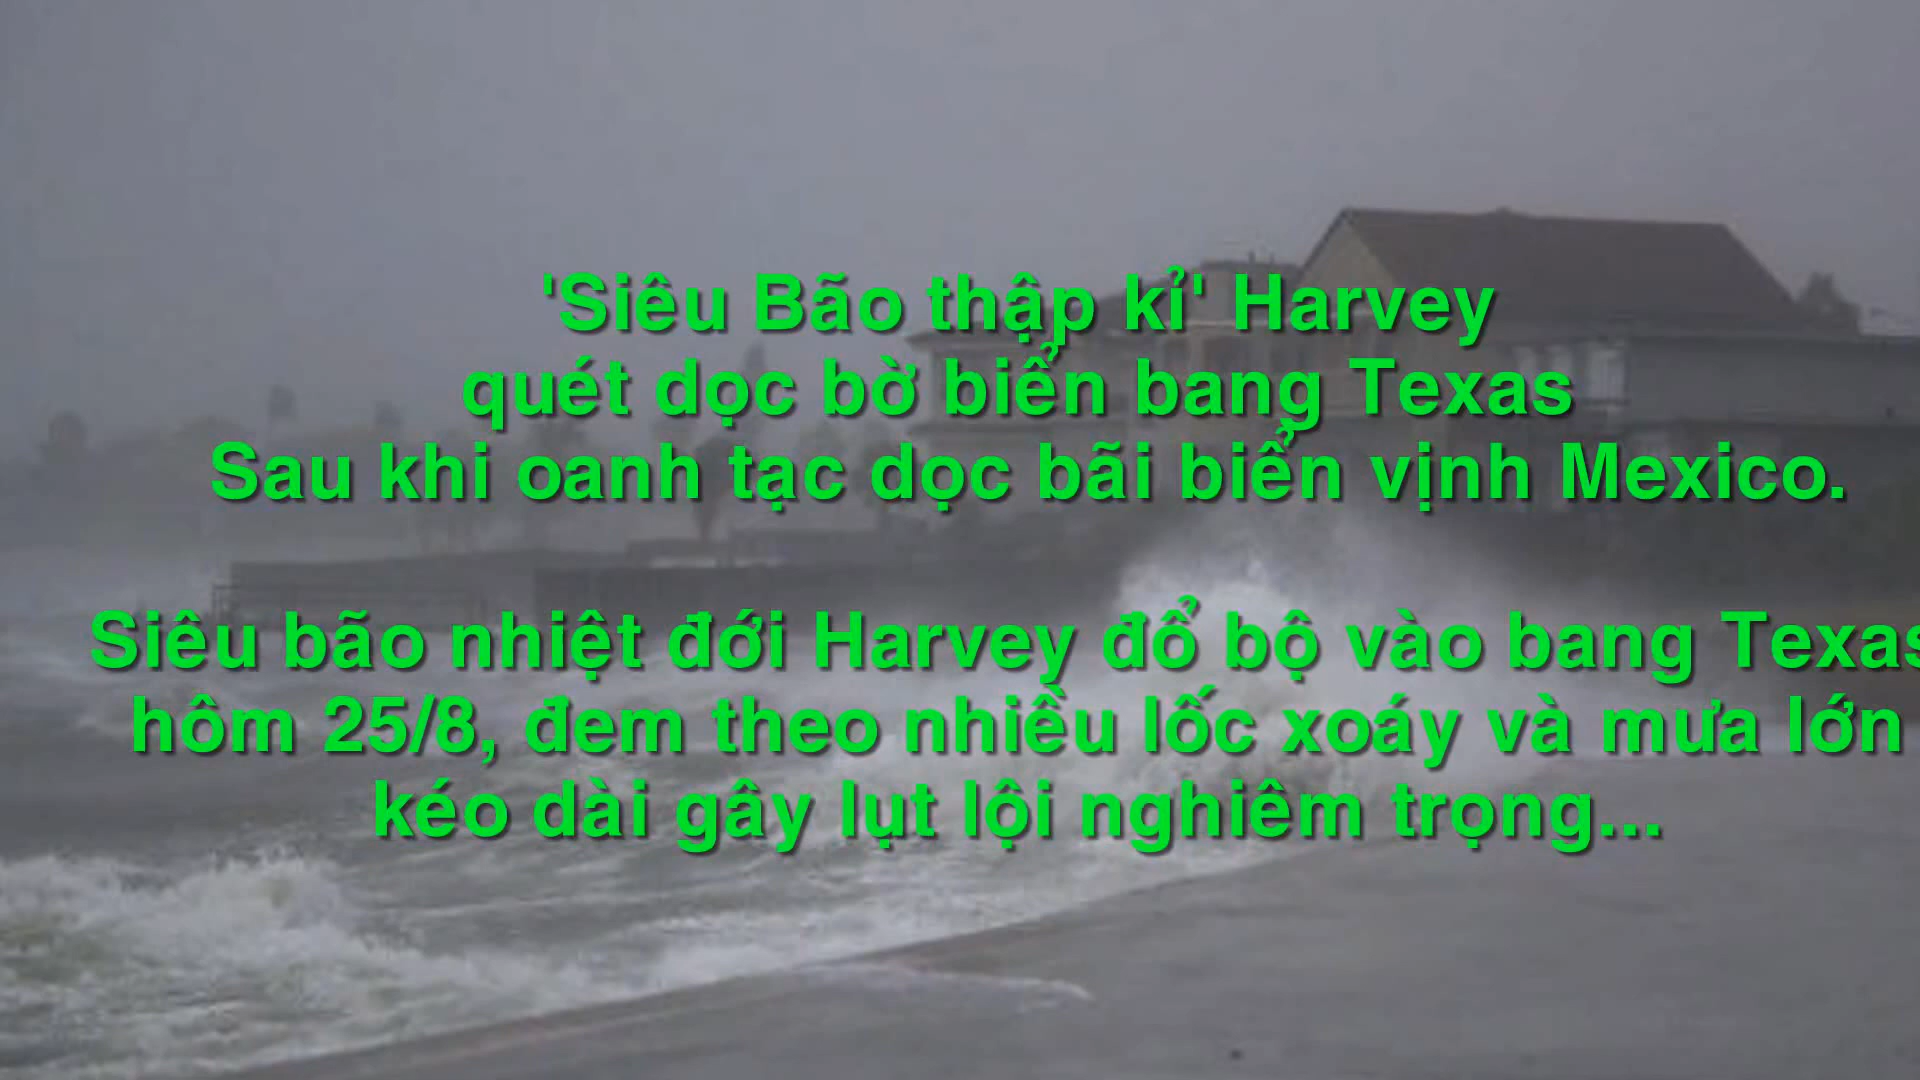 'Siêu Bão thập kỉ' Harvey
quét dọc bờ biển bang Texas
Sau khi oanh tạc dọc bãi biển vịnh Mexico.
Siêu bão nhiệt đới Harvey đổ bộ vào bang Texas
hôm 25/8, đem theo nhiều lốc xoáy và mưa lớn
kéo dài gây lụt lội nghiêm trọng...